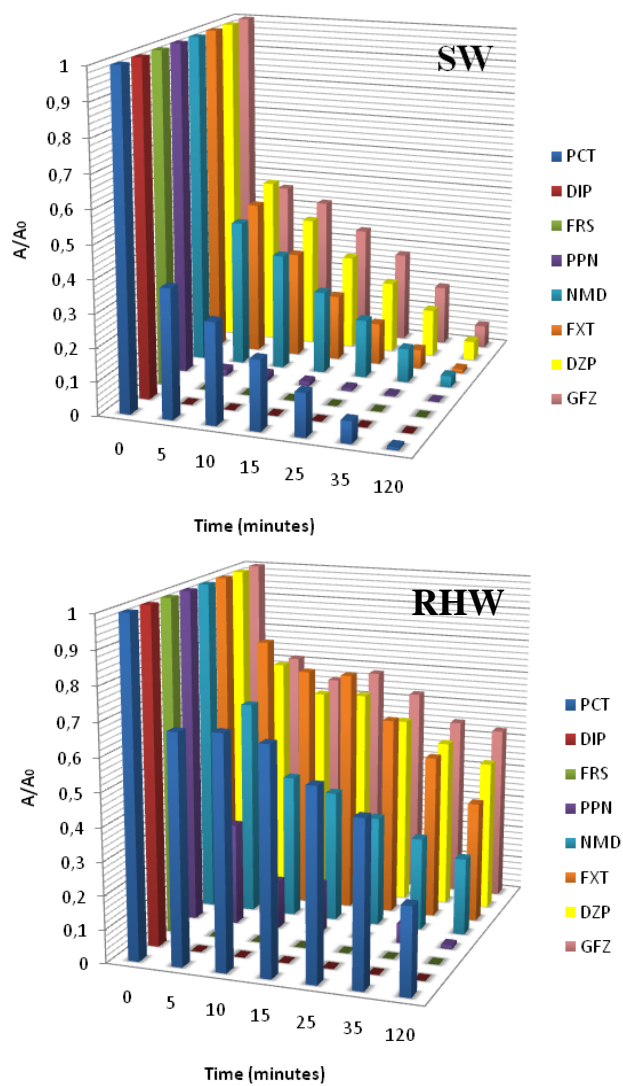 SW
1
0,9
0,8
0,7
0,6
0,5
0,4
0,3
0,2
0,1
0
A/A₀
0 5 10 15 25 35 120
Time (minutes)
PCT
DIP
FRS
PPN
NMD
FXT
DZP
GFZ
RHW
1
0,9
0,8
0,7
0,6
0,5
0,4
0,3
0,2
0,1
0
A/A₀
0 5 10 15 25 35 120
Time (minutes)
PCT
DIP
FRS
PPN
NMD
FXT
DZP
GFZ